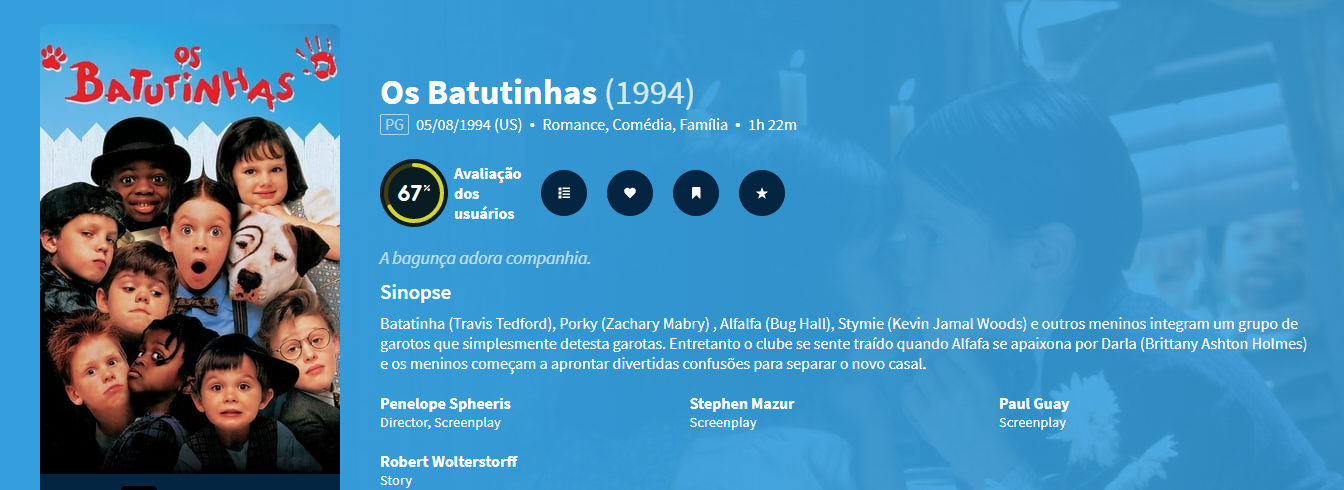 OS
BATUTINHAS
Os Batutinhas (1994)
PG 05/08/1994 (US) • Romance, Comédia, Família • 1h 22m
67%
Avaliação
dos
usuários
A bagunça adora companhia.
Sinopse
Batatinha (Travis Tedford), Porky (Zachary Mabry) , Alfalfa (Bug Hall), Stymie (Kevin Jamal Woods) e outros meninos integram um grupo de
garotos que simplesmente detesta garotas. Entretanto o clube se sente traído quando Alfafa se apaixona por Darla (Brittany Ashton Holmes)
e os meninos começam a aprontar divertidas confusões para separar o novo casal.
Penelope Spheeris
Director, Screenplay
Stephen Mazur
Screenplay
Paul Guay
Screenplay
Robert Wolterstorff
Story